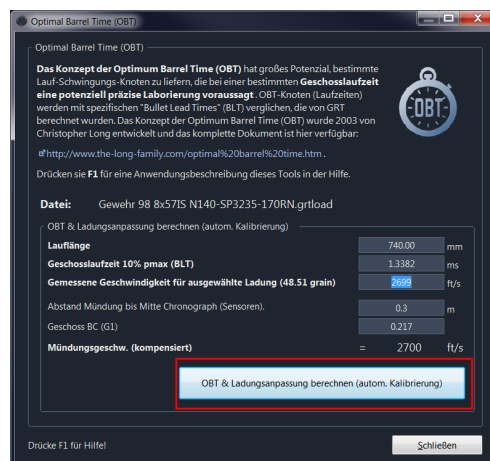 Optimal Barrel Time (OBT)
Optimal Barrel Time (OBT)
Das Konzept der Optimum Barrel Time (OBT) hat großes Potenzial, bestimmte
Lauf-Schwingungs-Knoten zu liefern, die bei einer bestimmten Geschosslaufzeit
eine potenziell präzise Laborierung voraussagt. OBT-Knoten (Laufzeiten)
werden mit spezifischen "Bullet Lead Times" (BLT) verglichen, die von GRT
berechnet wurden. Das Konzept der Optimum Barrel Time (OBT) wurde 2003 von
Christopher Long entwickelt und das komplette Dokument ist hier verfügbar:
OBT
http://www.the-long-family.com/optimal%20barrel%20time.htm .
Drücken sie F1 für eine Anwendungsbeschreibung dieses Tools in der Hilfe.
Datei: Gewehr 98 8x57IS N140-SP3235-170RN.grtload
OBT & Ladungsanpassung berechnen (autom. Kalibrierung)
Lauflänge 740.00 mm
Geschosslaufzeit 10% pmax (BLT) 1.3382 ms
Gemessene Geschwindigkeit für ausgewählte Ladung (48.51 grain) 2699 ft/s
Abstand Mündung bis Mitte Chronograph (Sensoren). 0.3 m
Geschoss BC (G1) 0.217
Mündungsgeschw. (kompensiert) = 2700 ft/s
OBT & Ladungsanpassung berechnen (autom. Kalibrierung)
Drücke F1 für Hilfe!
Schließen